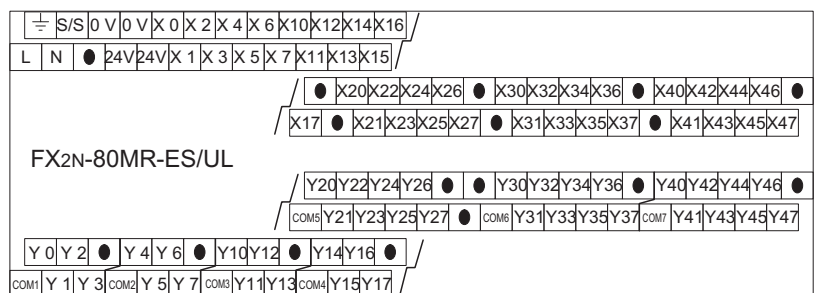 ⏚ S/S 0 V 0 V X 0 X 2 X 4 X 6 X10 X12 X14 X16
L N ● 24V 24V X 1 X 3 X 5 X 7 X11 X13 X15
● X20 X22 X24 X26 ● X30 X32 X34 X36 ● X40 X42 X44 X46 ●
X17 ● X21 X23 X25 X27 ● X31 X33 X35 X37 ● X41 X43 X45 X47
FX2N-80MR-ES/UL
Y20 Y22 Y24 Y26 ● ● Y30 Y32 Y34 Y36 ● Y40 Y42 Y44 Y46 ●
COM5 Y21 Y23 Y25 Y27 ● COM6 Y31 Y33 Y35 Y37 COM7 Y41 Y43 Y45 Y47
Y 0 Y 2 ● Y 4 Y 6 ● Y10 Y12 ● Y14 Y16 ●
COM1 Y 1 Y 3 COM2 Y 5 Y 7 COM3 Y11 Y13 COM4 Y15 Y17